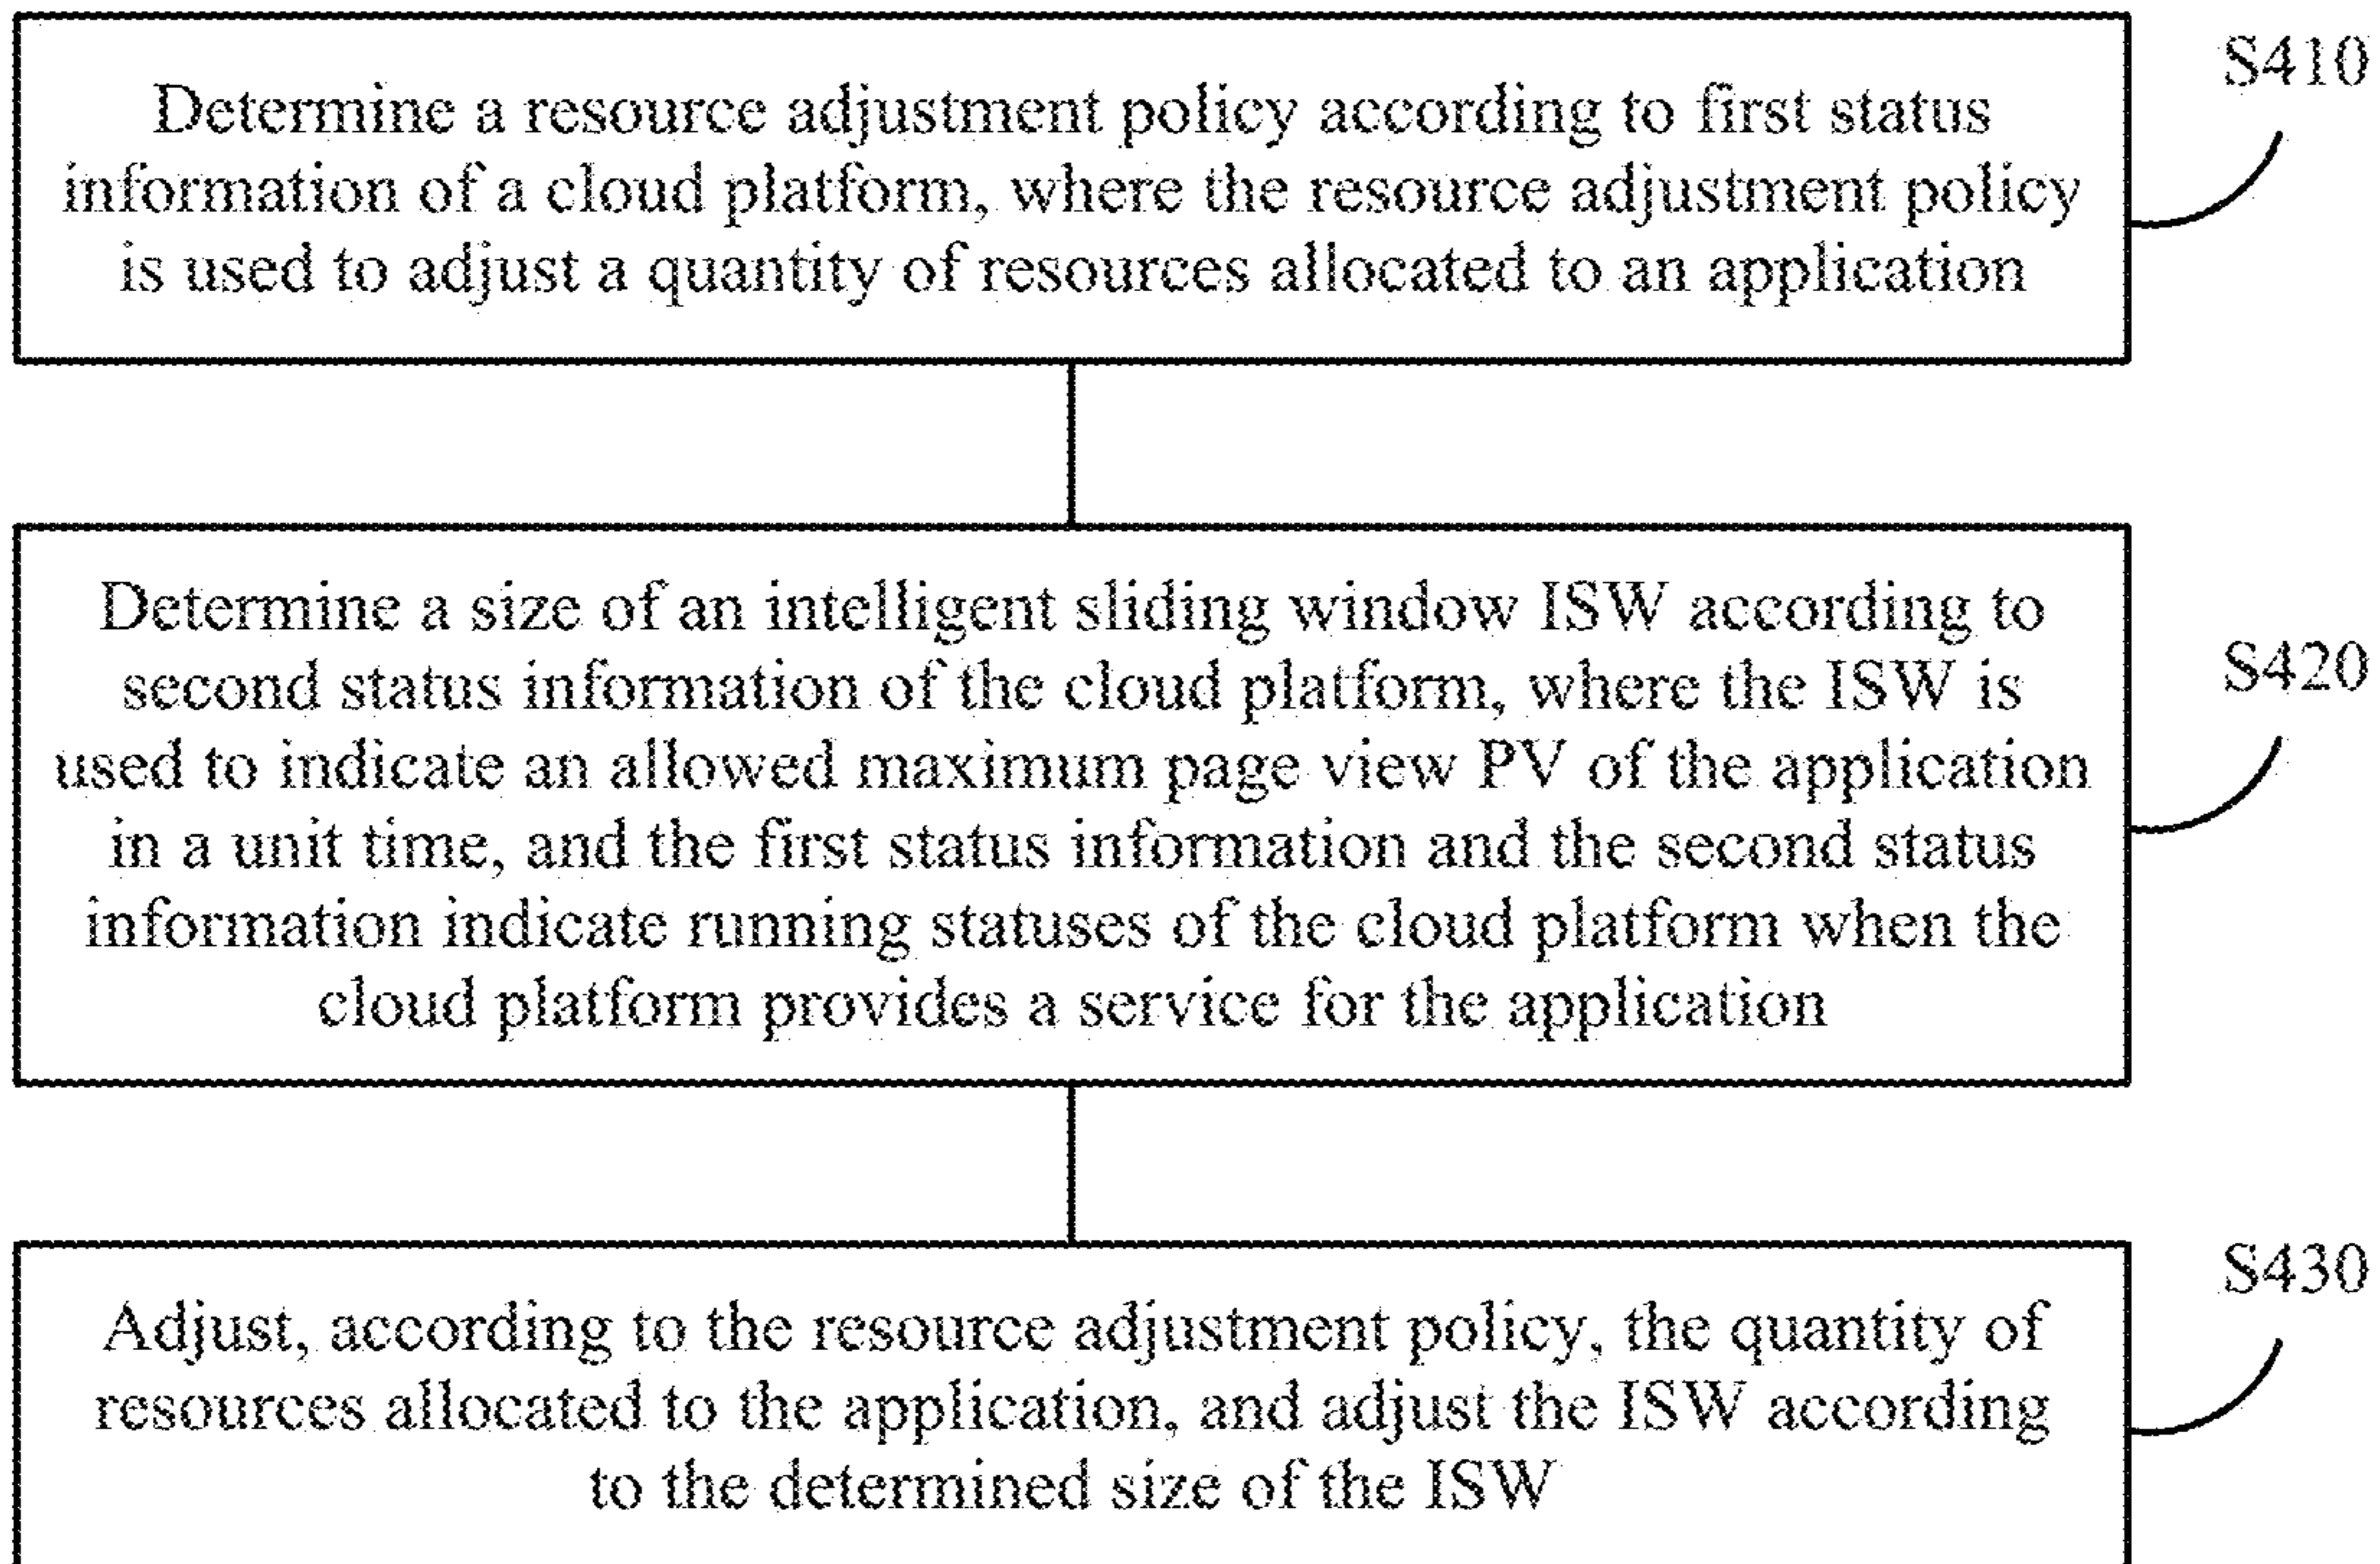 S410
Determine a resource adjustment policy according to first status
information of a cloud platform, where the resource adjustment policy
is used to adjust a quantity of resources allocated to an application
Determine a size of an intelligent sliding window ISW according to
second status information of the cloud platform, where the ISW is
S420
used to indicate an allowed maximum page view PV of the application
in a unit time, and the first status information and the second status
information indicate running statuses of the cloud platform when the
cloud platform provides a service for the application
S430
Adjust, according to the resource adjustment policy, the quantity of
resources allocated to the application, and adjust the ISW according
to the determined size of the ISW